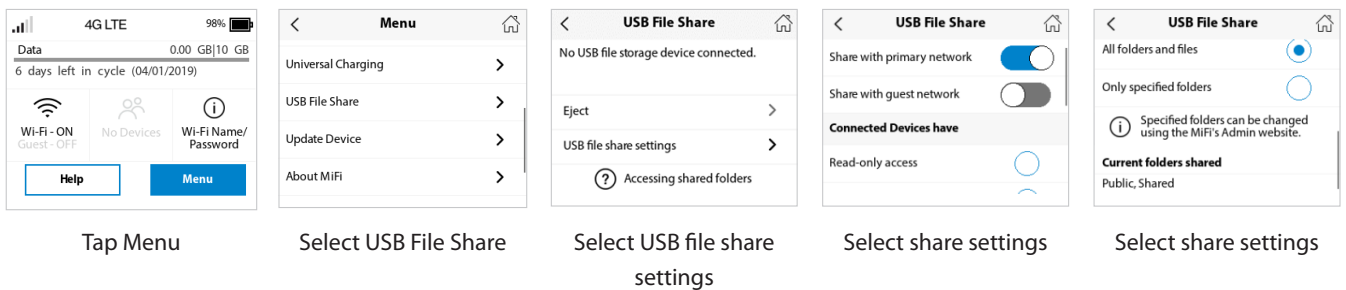 4G LTE 98%
Data 0.00 GB|10 GB
6 days left in cycle (04/01/2019)
Wi-Fi - ON
Guest - OFF
No Devices
Wi-Fi Name/
Password
Help Menu
Tap Menu
Menu
Universal Charging
USB File Share
Update Device
About MiFi
Select USB File Share
USB File Share
No USB file storage device connected.
Eject
USB file share settings
Accessing shared folders
Select USB file share
settings
USB File Share
Share with primary network
Share with guest network
Connected Devices have
Read-only access
Select share settings
USB File Share
All folders and files
Only specified folders
Specified folders can be changed
using the MiFi's Admin website.
Current folders shared
Public, Shared
Select share settings